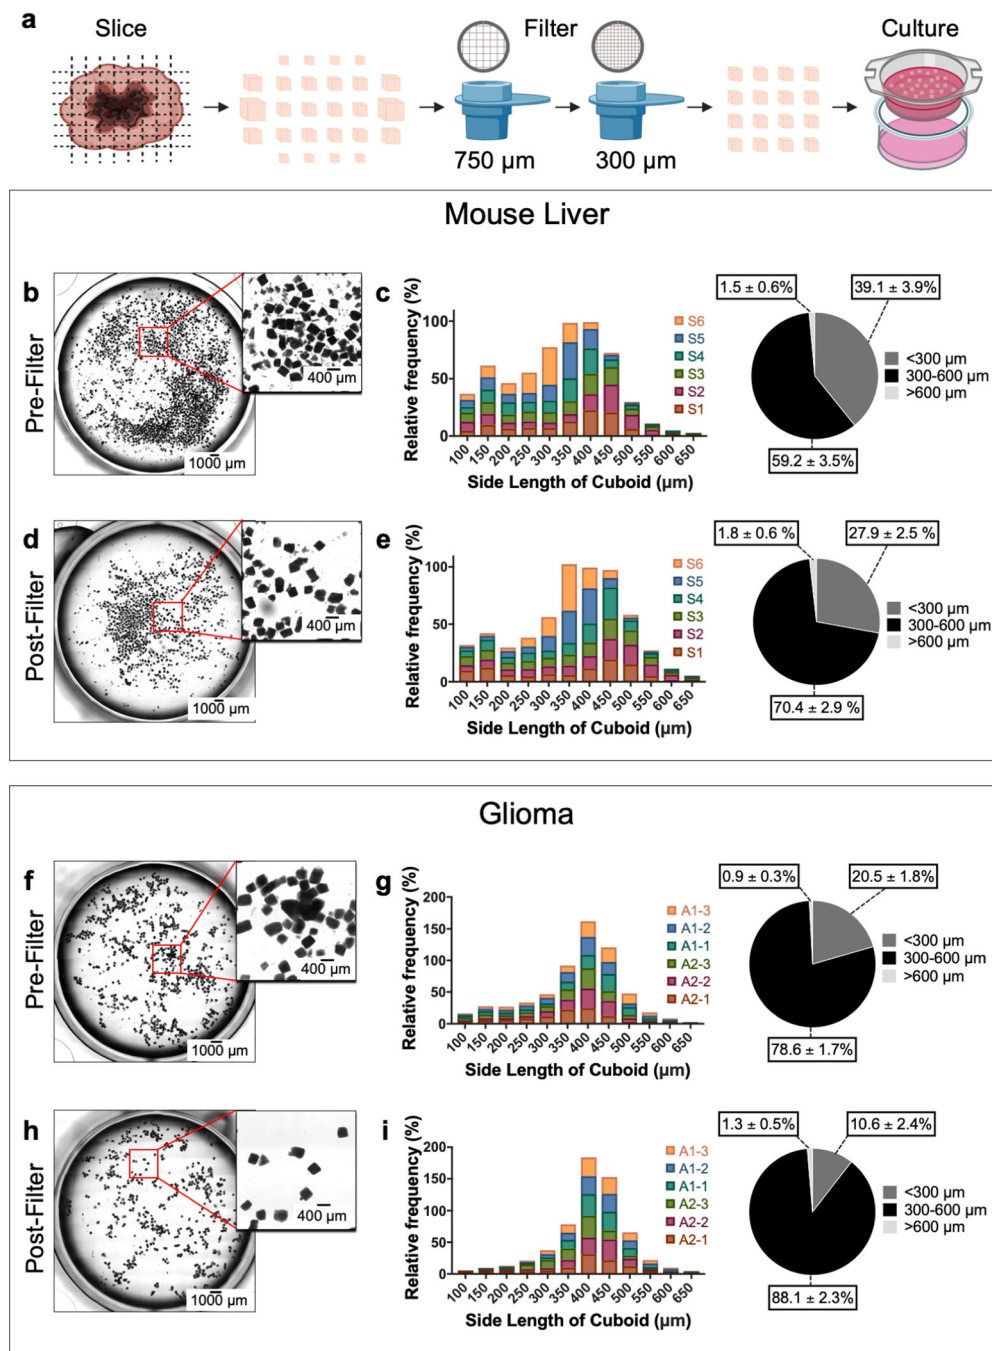 a
Slice
Filter
Culture
750 µm
300 µm
Mouse Liver
b
Pre-Filter
400 µm
1000 µm
c
Relative frequency (%)
100
50
0
S6
S5
S4
S3
S2
S1
100 150 200 250 300 350 400 450 500 550 600 650
Side Length of Cuboid (µm)
1.5 ± 0.6%
39.1 ± 3.9%
<300 µm
300-600 µm
>600 µm
59.2 ± 3.5%
d
Post-Filter
400 µm
1000 µm
e
Relative frequency (%)
100
50
0
S6
S5
S4
S3
S2
S1
100 150 200 250 300 350 400 450 500 550 600 650
Side Length of Cuboid (µm)
1.8 ± 0.6 %
27.9 ± 2.5 %
<300 µm
300-600 µm
>600 µm
70.4 ± 2.9 %
Glioma
f
Pre-Filter
400 µm
1000 µm
g
Relative frequency (%)
200
150
100
50
0
A1-3
A1-2
A1-1
A2-3
A2-2
A2-1
100 150 200 250 300 350 400 450 500 550 600 650
Side Length of Cuboid (µm)
0.9 ± 0.3%
20.5 ± 1.8%
<300 µm
300-600 µm
>600 µm
78.6 ± 1.7%
h
Post-Filter
400 µm
1000 µm
i
Relative frequency (%)
200
150
100
50
0
A1-3
A1-2
A1-1
A2-3
A2-2
A2-1
100 150 200 250 300 350 400 450 500 550 600 650
Side Length of Cuboid (µm)
1.3 ± 0.5%
10.6 ± 2.4%
<300 µm
300-600 µm
>600 µm
88.1 ± 2.3%